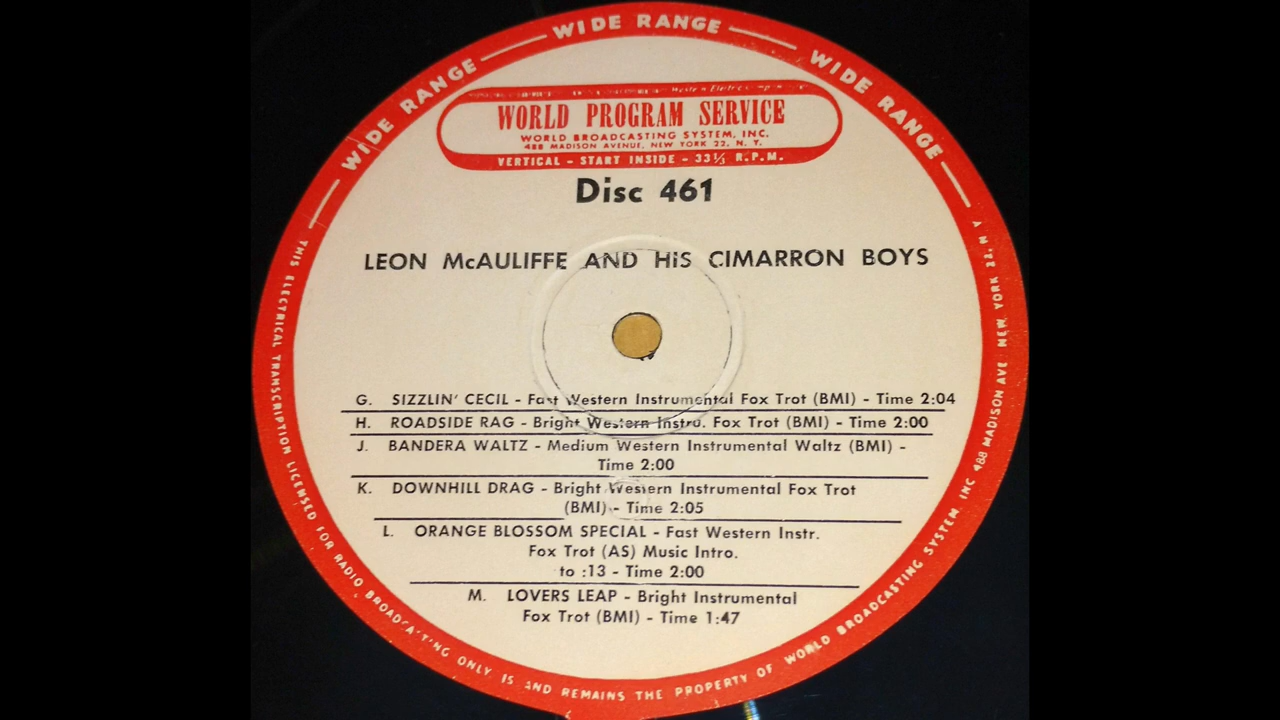 WIDE RANGE — WIDE RANGE — WIDE RANGE
Western Electric
WORLD PROGRAM SERVICE
WORLD BROADCASTING SYSTEM, INC.
488 MADISON AVENUE, NEW YORK 22, N. Y.
VERTICAL - START INSIDE - 33⅓ R.P.M.
Disc 461
LEON McAULIFFE AND HIS CIMARRON BOYS
G. SIZZLIN' CECIL - Fast Western Instrumental Fox Trot (BMI) - Time 2:04
H. ROADSIDE RAG - Bright Western Instru. Fox Trot (BMI) - Time 2:00
J. BANDERA WALTZ - Medium Western Instrumental Waltz (BMI) -
Time 2:00
K. DOWNHILL DRAG - Bright Western Instrumental Fox Trot
(BMI) - Time 2:05
L. ORANGE BLOSSOM SPECIAL - Fast Western Instr.
Fox Trot (AS) Music Intro.
to :13 - Time 2:00
M. LOVERS LEAP - Bright Instrumental
Fox Trot (BMI) - Time 1:47
THIS ELECTRICAL TRANSCRIPTION LICENSED FOR RADIO BROADCASTING ONLY IS AND REMAINS THE PROPERTY OF WORLD BROADCASTING SYSTEM, INC 488 MADISON AVE NEW YORK 22, N Y